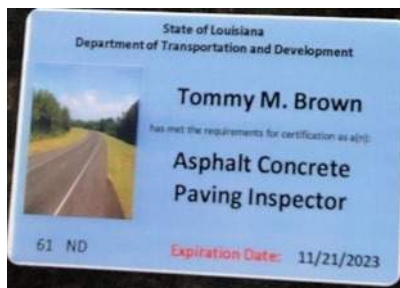 State of Louisiana
Department of Transportation and Development
Tommy M. Brown
has met the requirements for certification as a(n):
Asphalt Concrete
Paving Inspector
61 ND
Expiration Date: 11/21/2023